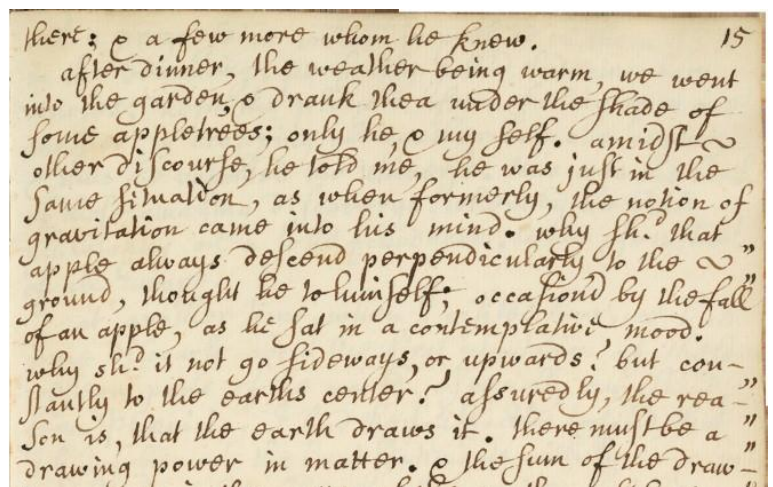 there; & a few more whom he knew. 15
after dinner, the weather being warm, we went
into the garden, & drank thea under the shade of
some appletrees; only he, & my self. amidst ~
other discourse, he told me, he was just in the
same situation, as when formerly, the notion of
gravitation came into his mind. why sh.d that
apple always descend perpendicularly to the ~ "
ground, thought he to himself; occasion'd by the fall "
of an apple, as he sat in a contemplative mood.
why sh.d it not go sideways, or upwards? but con-
stantly to the earths center? assuredly, the rea- "
son is, that the earth draws it. there must be a "
drawing power in matter. & the sum of the draw- "